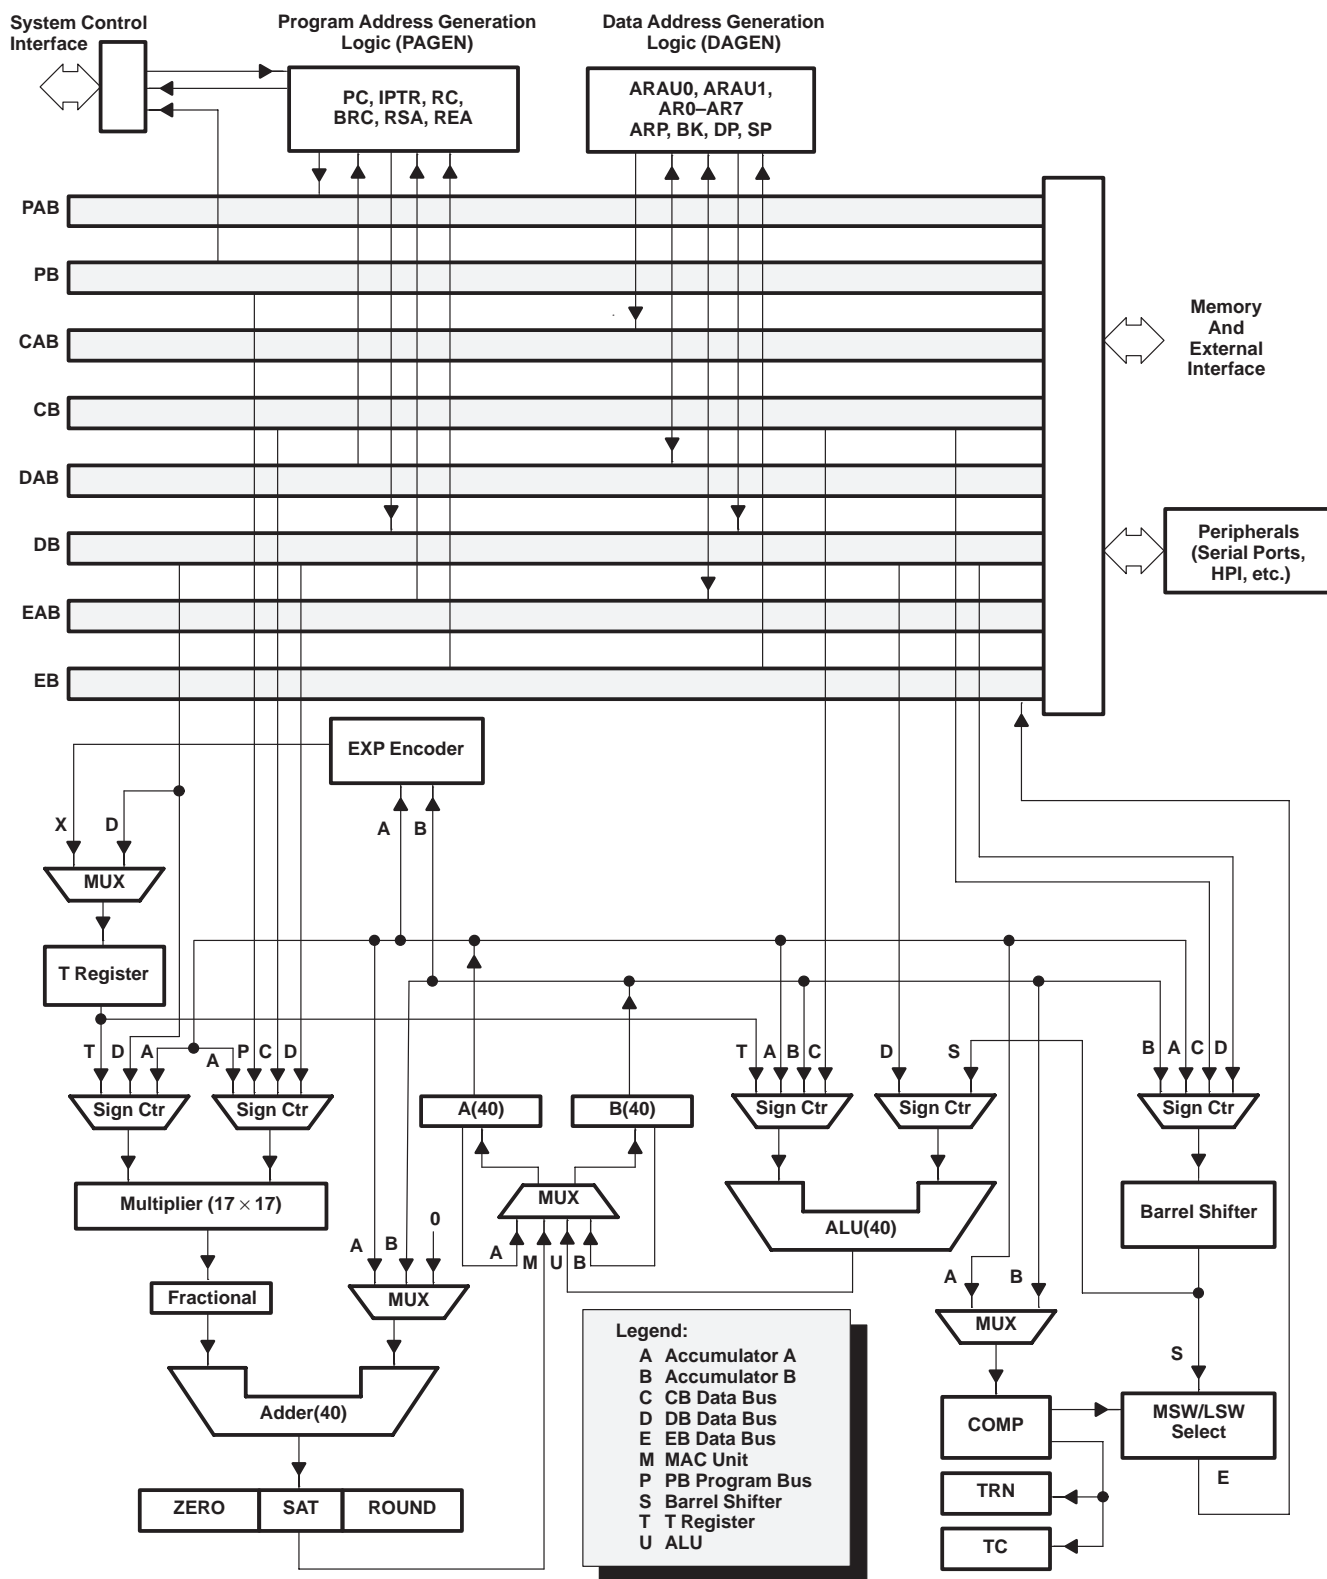 System Control
Interface
Program Address Generation
Logic (PAGEN)
Data Address Generation
Logic (DAGEN)
PC, IPTR, RC,
BRC, RSA, REA
ARAU0, ARAU1,
AR0–AR7
ARP, BK, DP, SP
PAB
PB
CAB
CB
DAB
DB
EAB
EB
Memory
And
External
Interface
Peripherals
(Serial Ports,
HPI, etc.)
EXP Encoder
X D
A B
MUX
T Register
T D A
A P C D
T A B C
D S
B A C D
Sign Ctr
Sign Ctr
A(40)
B(40)
Sign Ctr
Sign Ctr
Sign Ctr
Multiplier (17 × 17)
MUX
ALU(40)
Barrel Shifter
A B 0
A M U B
A B
Fractional
MUX
MUX
S
Adder(40)
COMP
MSW/LSW
Select
E
ZERO SAT ROUND
TRN
TC
Legend:
A Accumulator A
B Accumulator B
C CB Data Bus
D DB Data Bus
E EB Data Bus
M MAC Unit
P PB Program Bus
S Barrel Shifter
T T Register
U ALU